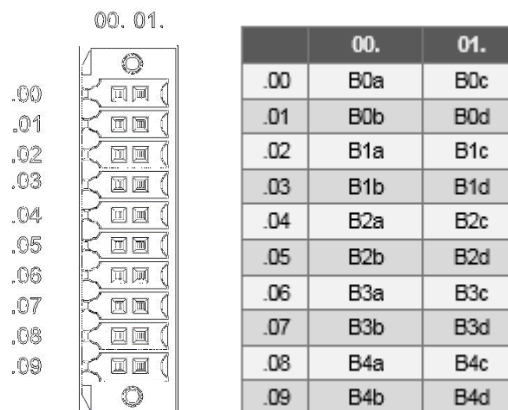 00. 01.
.00
.01
.02
.03
.04
.05
.06
.07
.08
.09
00. 01.
.00 B0a B0c
.01 B0b B0d
.02 B1a B1c
.03 B1b B1d
.04 B2a B2c
.05 B2b B2d
.06 B3a B3c
.07 B3b B3d
.08 B4a B4c
.09 B4b B4d